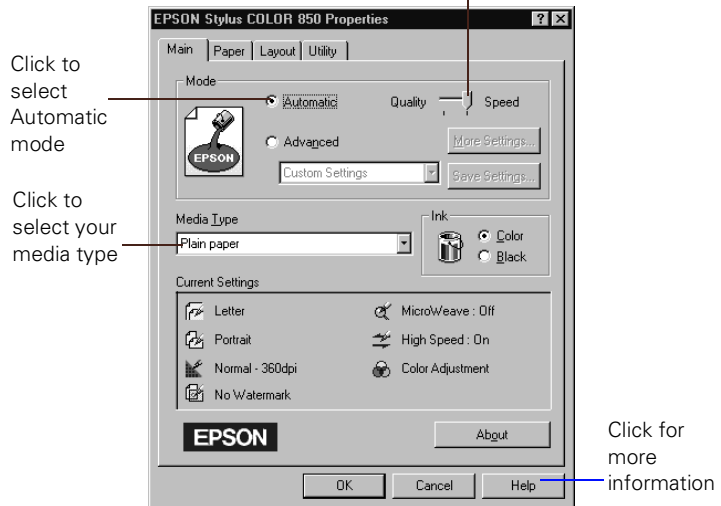 EPSON Stylus COLOR 850 Properties
? X
Main Paper Layout Utility
Click to
select
Automatic
mode
Mode
EPSON
Automatic
Quality Speed
Advanced
More Settings...
Custom Settings
Save Settings...
Click to
select your
media type
Media Type
Plain paper
Ink
Color
Black
Current Settings
Letter
MicroWeave : Off
Portrait
High Speed : On
Normal - 360dpi
Color Adjustment
No Watermark
EPSON
About
Click for
more
information
OK Cancel Help